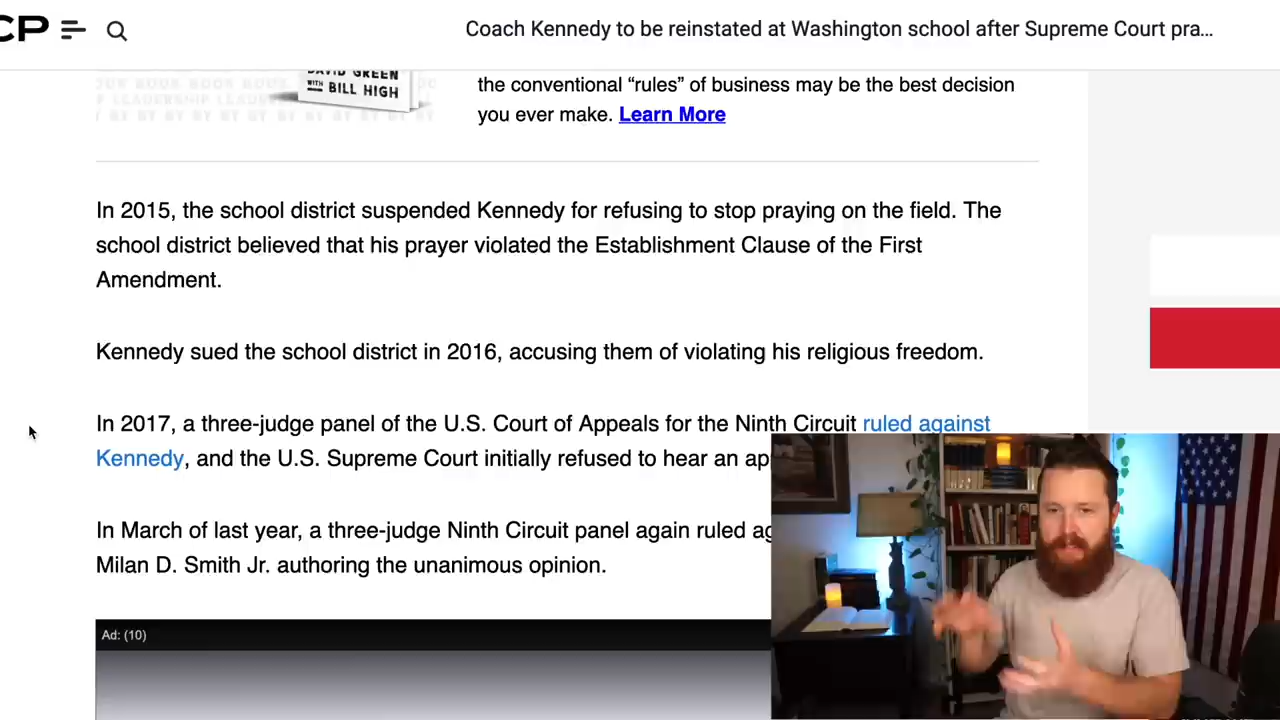 CP
Coach Kennedy to be reinstated at Washington school after Supreme Court pra...
DAVID GREEN
WITH BILL HIGH
the conventional “rules” of business may be the best decision
you ever make. Learn More
In 2015, the school district suspended Kennedy for refusing to stop praying on the field. The
school district believed that his prayer violated the Establishment Clause of the First
Amendment.
Kennedy sued the school district in 2016, accusing them of violating his religious freedom.
In 2017, a three-judge panel of the U.S. Court of Appeals for the Ninth Circuit ruled against
Kennedy, and the U.S. Supreme Court initially refused to hear an
In March of last year, a three-judge Ninth Circuit panel again ruled
Milan D. Smith Jr. authoring the unanimous opinion.
Ad: (10)